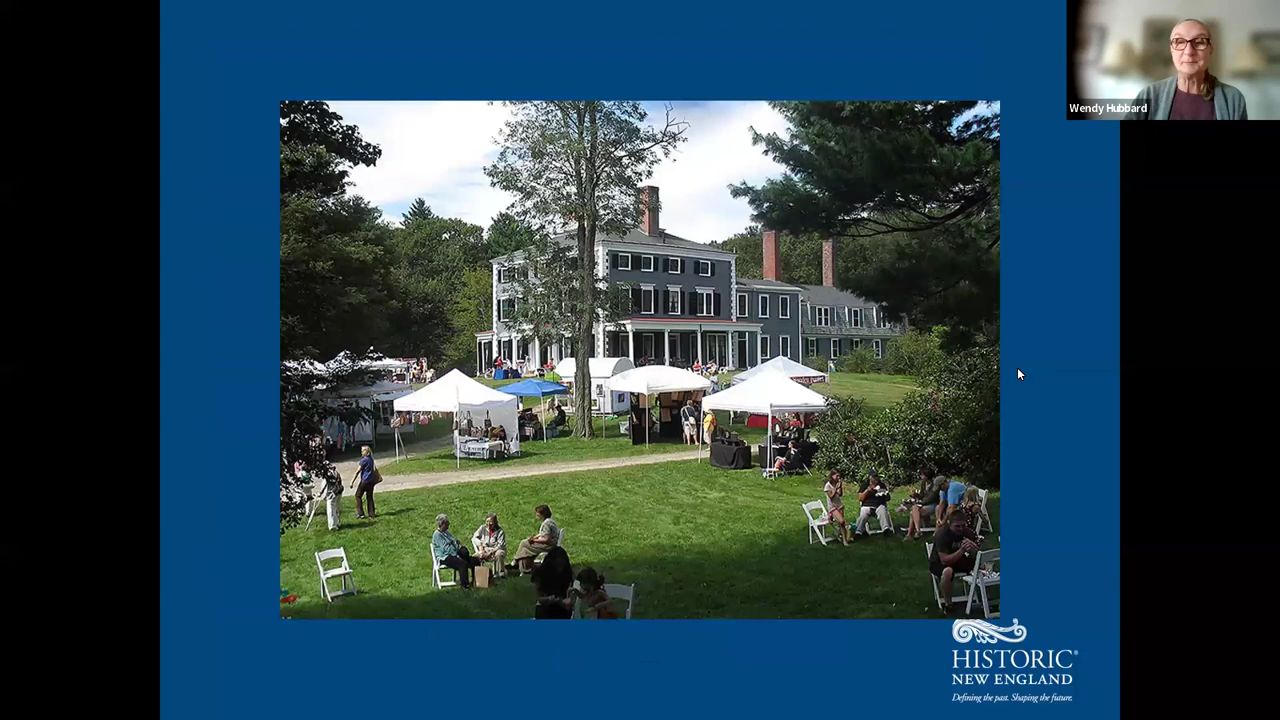 Wendy Hubbard
HISTORIC®
NEW ENGLAND
Defining the past. Shaping the future.